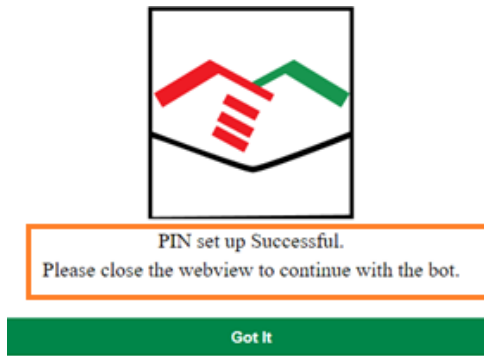 PIN set up Successful.
Please close the webview to continue with the bot.
Got It